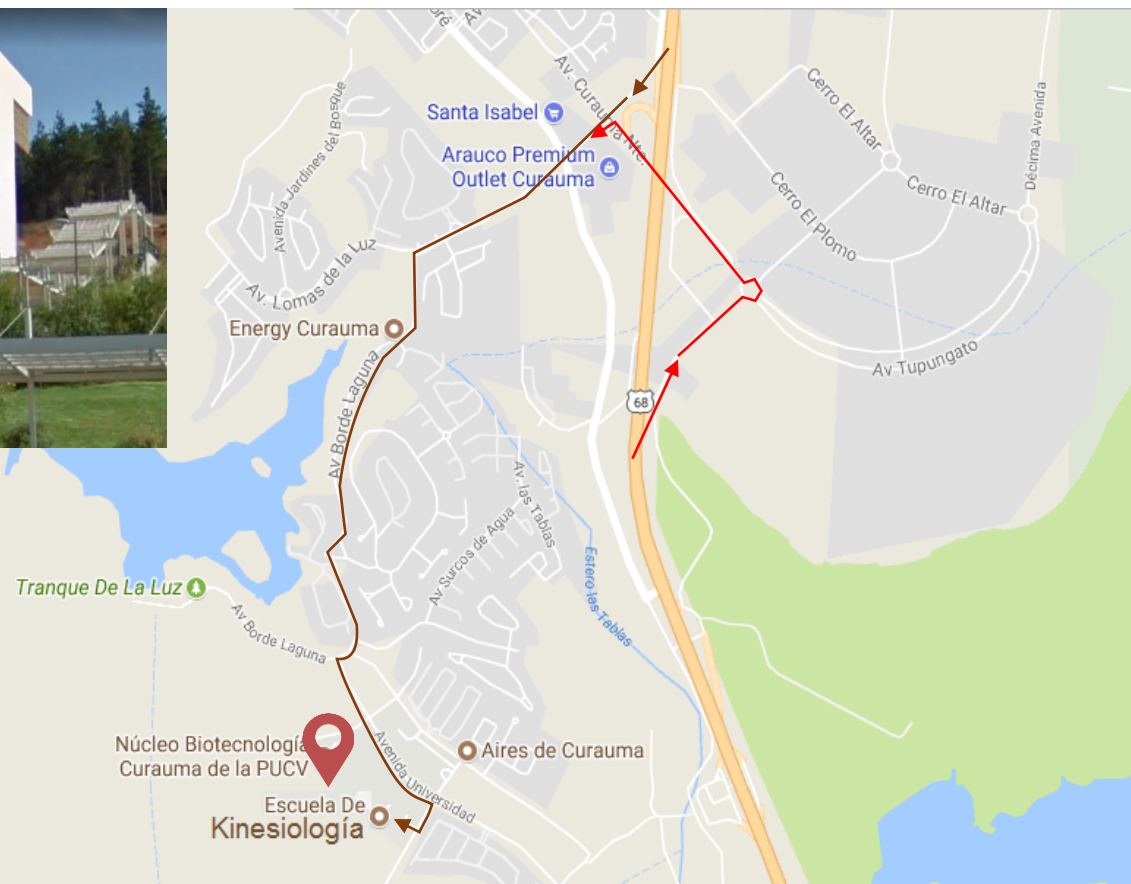 oré
Av
Av. Curauma Nte.
Santa Isabel
Arauco Premium
Outlet Curauma
Cerro El Altar
Cerro El Altar
Décima Avenida
Cerro El Plomo
Avenida Jardines del Bosque
Av. Lomas de la Luz
Energy Curauma
Av Tupungato
68
Av Borde Laguna
Av. las Tablas
Av Surcos de Agua
Estero las Tablas
Tranque De La Luz
Av Borde Laguna
Núcleo Biotecnología
Curauma de la PUCV
Aires de Curauma
Avenida Universidad
Escuela De
Kinesiología